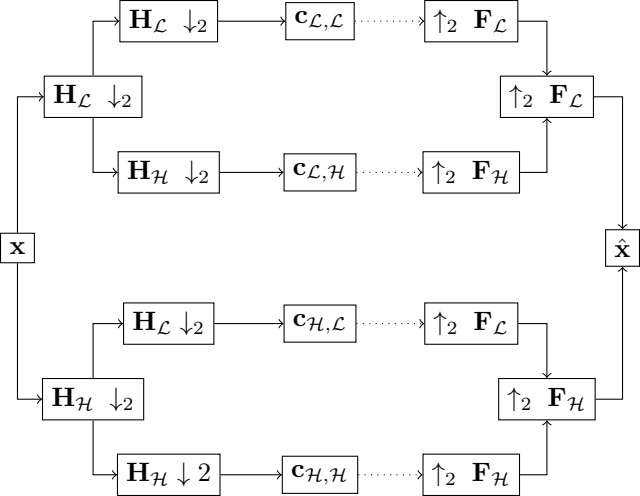 𝐇_ℒ ↓₂ 𝐜_ℒ,ℒ ↑₂ 𝐅_ℒ
𝐇_ℒ ↓₂ ↑₂ 𝐅_ℒ
𝐇_ℋ ↓₂ 𝐜_ℒ,ℋ ↑₂ 𝐅_ℋ
𝐱 𝐱̂
𝐇_ℒ ↓₂ 𝐜_ℋ,ℒ ↑₂ 𝐅_ℒ
𝐇_ℋ ↓₂ ↑₂ 𝐅_ℋ
𝐇_ℋ ↓ 2 𝐜_ℋ,ℋ ↑₂ 𝐅_ℋ